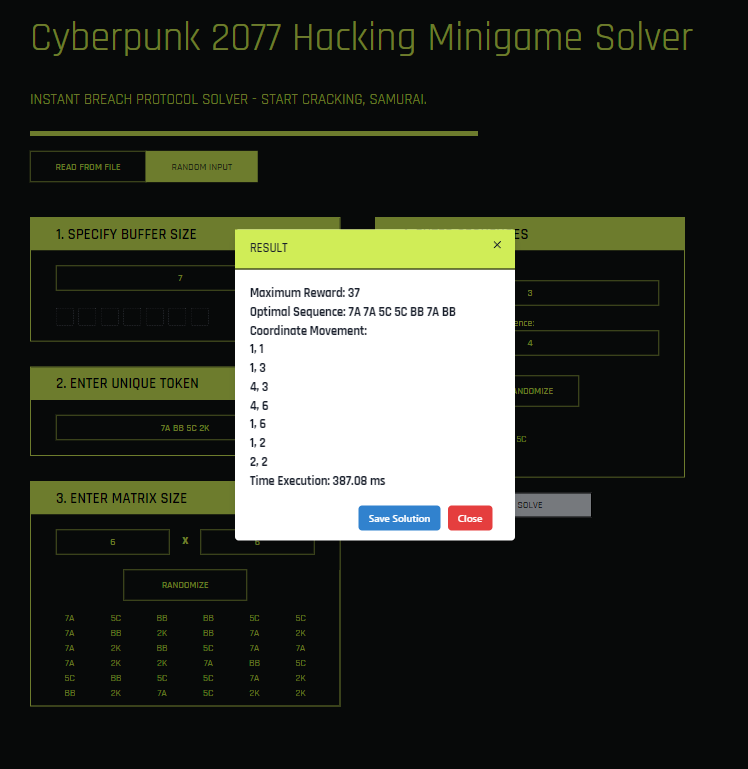 Cyberpunk 2077 Hacking Minigame Solver
INSTANT BREACH PROTOCOL SOLVER - START CRACKING, SAMURAI.
READ FROM FILE
RANDOM INPUT
1. SPECIFY BUFFER SIZE
7
2. ENTER UNIQUE TOKEN
7A BB 5C 2K
3. ENTER MATRIX SIZE
6 X 6
RANDOMIZE
7A 5C BB BB 5C 5C
7A BB 2K BB 7A 2K
7A 2K BB 5C 7A 7A
7A 2K 2K 7A BB 5C
5C BB 5C 5C 7A 2K
BB 2K 7A 5C 2K 2K
RESULT
×
Maximum Reward: 37
Optimal Sequence: 7A 7A 5C 5C BB 7A BB
Coordinate Movement:
1, 1
1, 3
4, 3
4, 6
1, 6
1, 2
2, 2
Time Execution: 387.08 ms
Save Solution
Close
3
4
5C
SOLVE